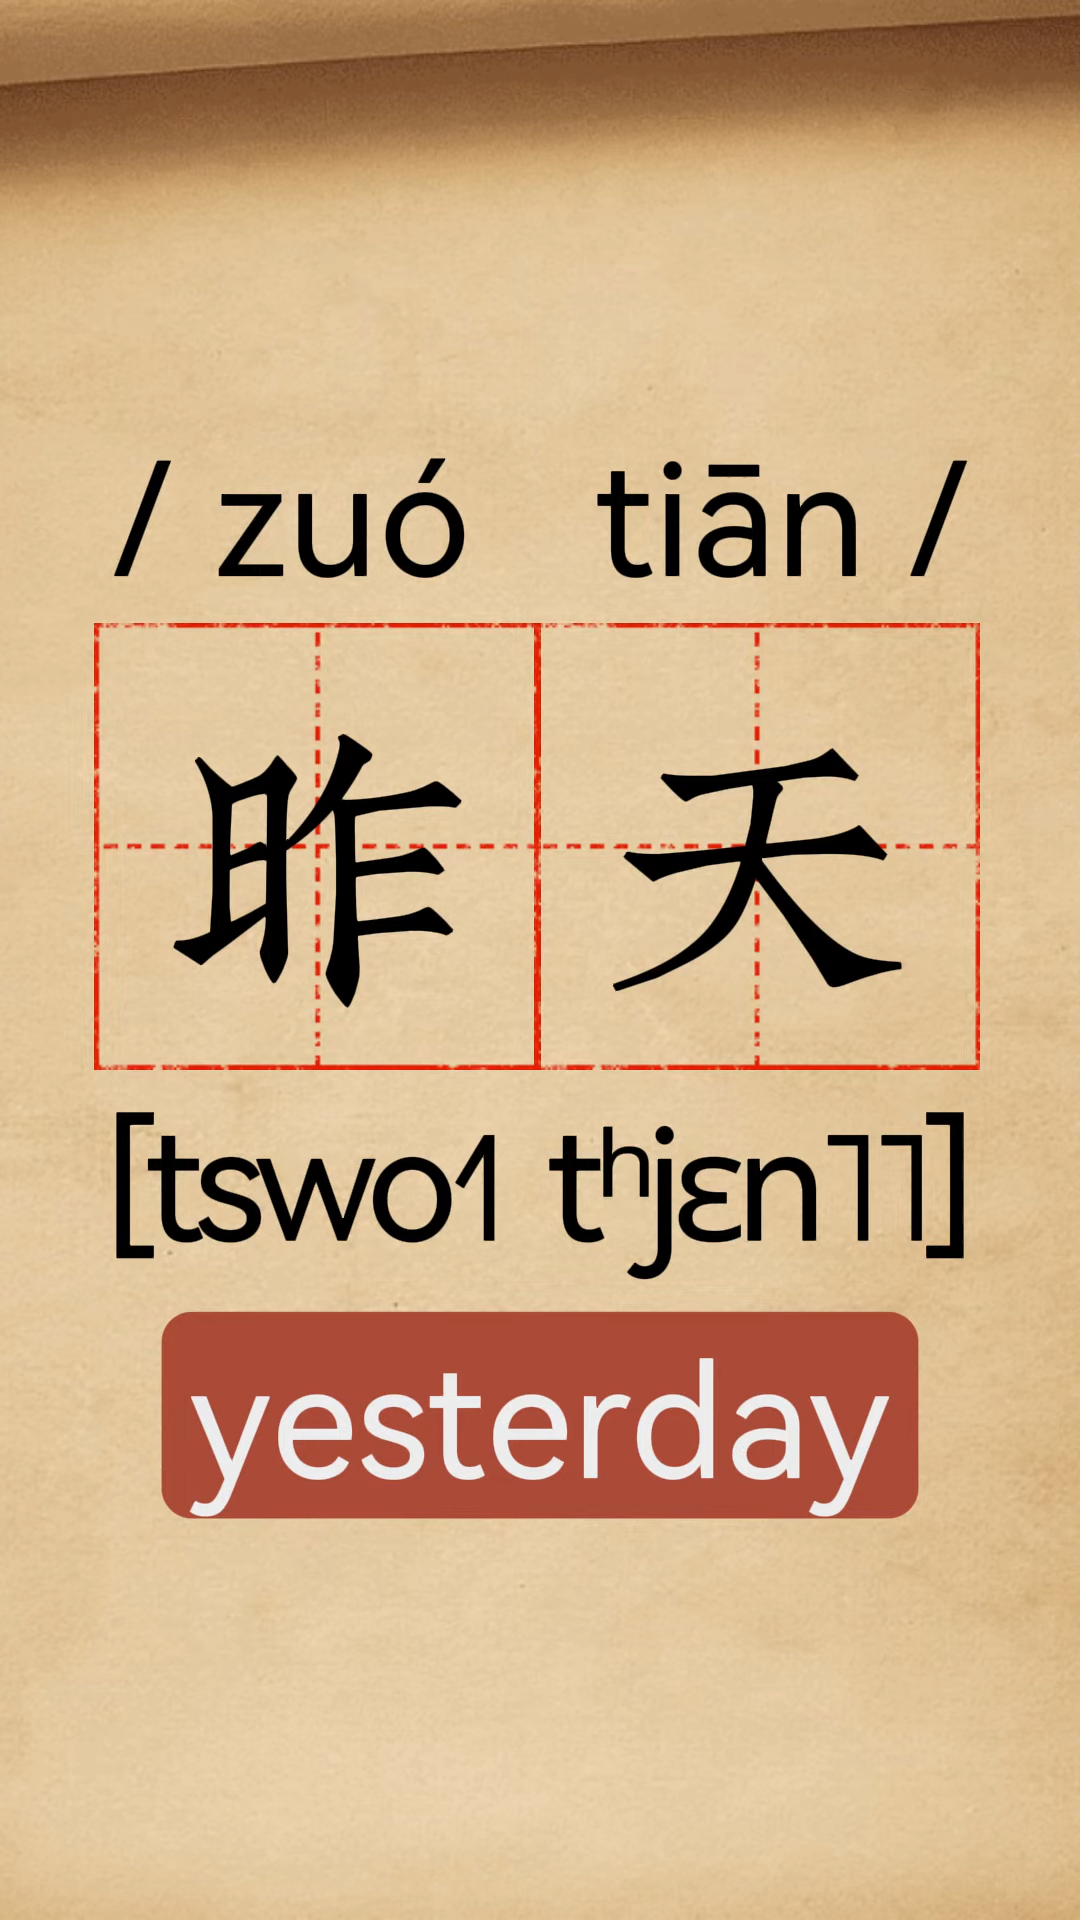 / zuó tiān /
昨天
[tswo˧˥ tʰjɛn˥˥]
yesterday